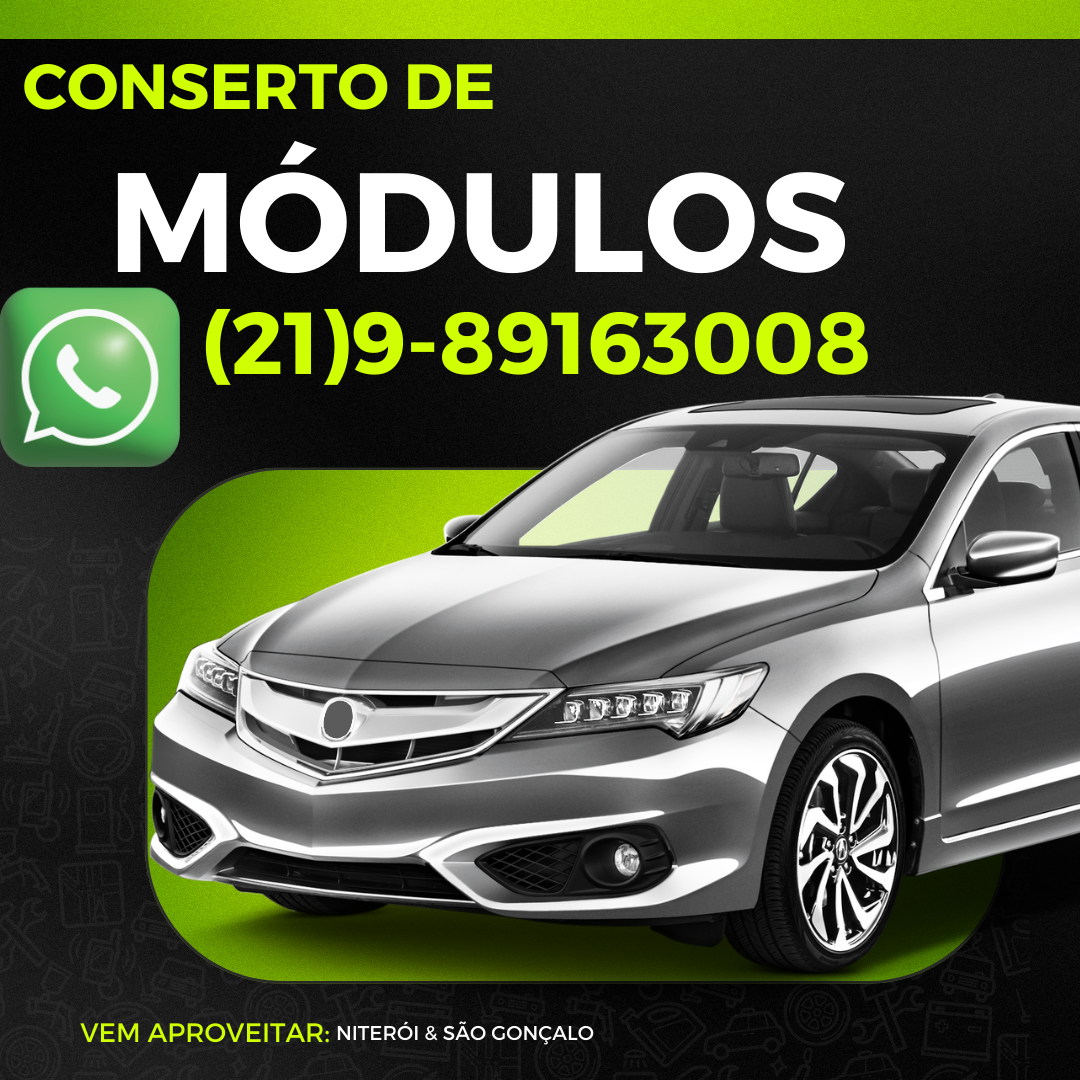 CONSERTO DE
MÓDULOS
(21)9-89163008
VEM APROVEITAR: NITERÓI & SÃO GONÇALO